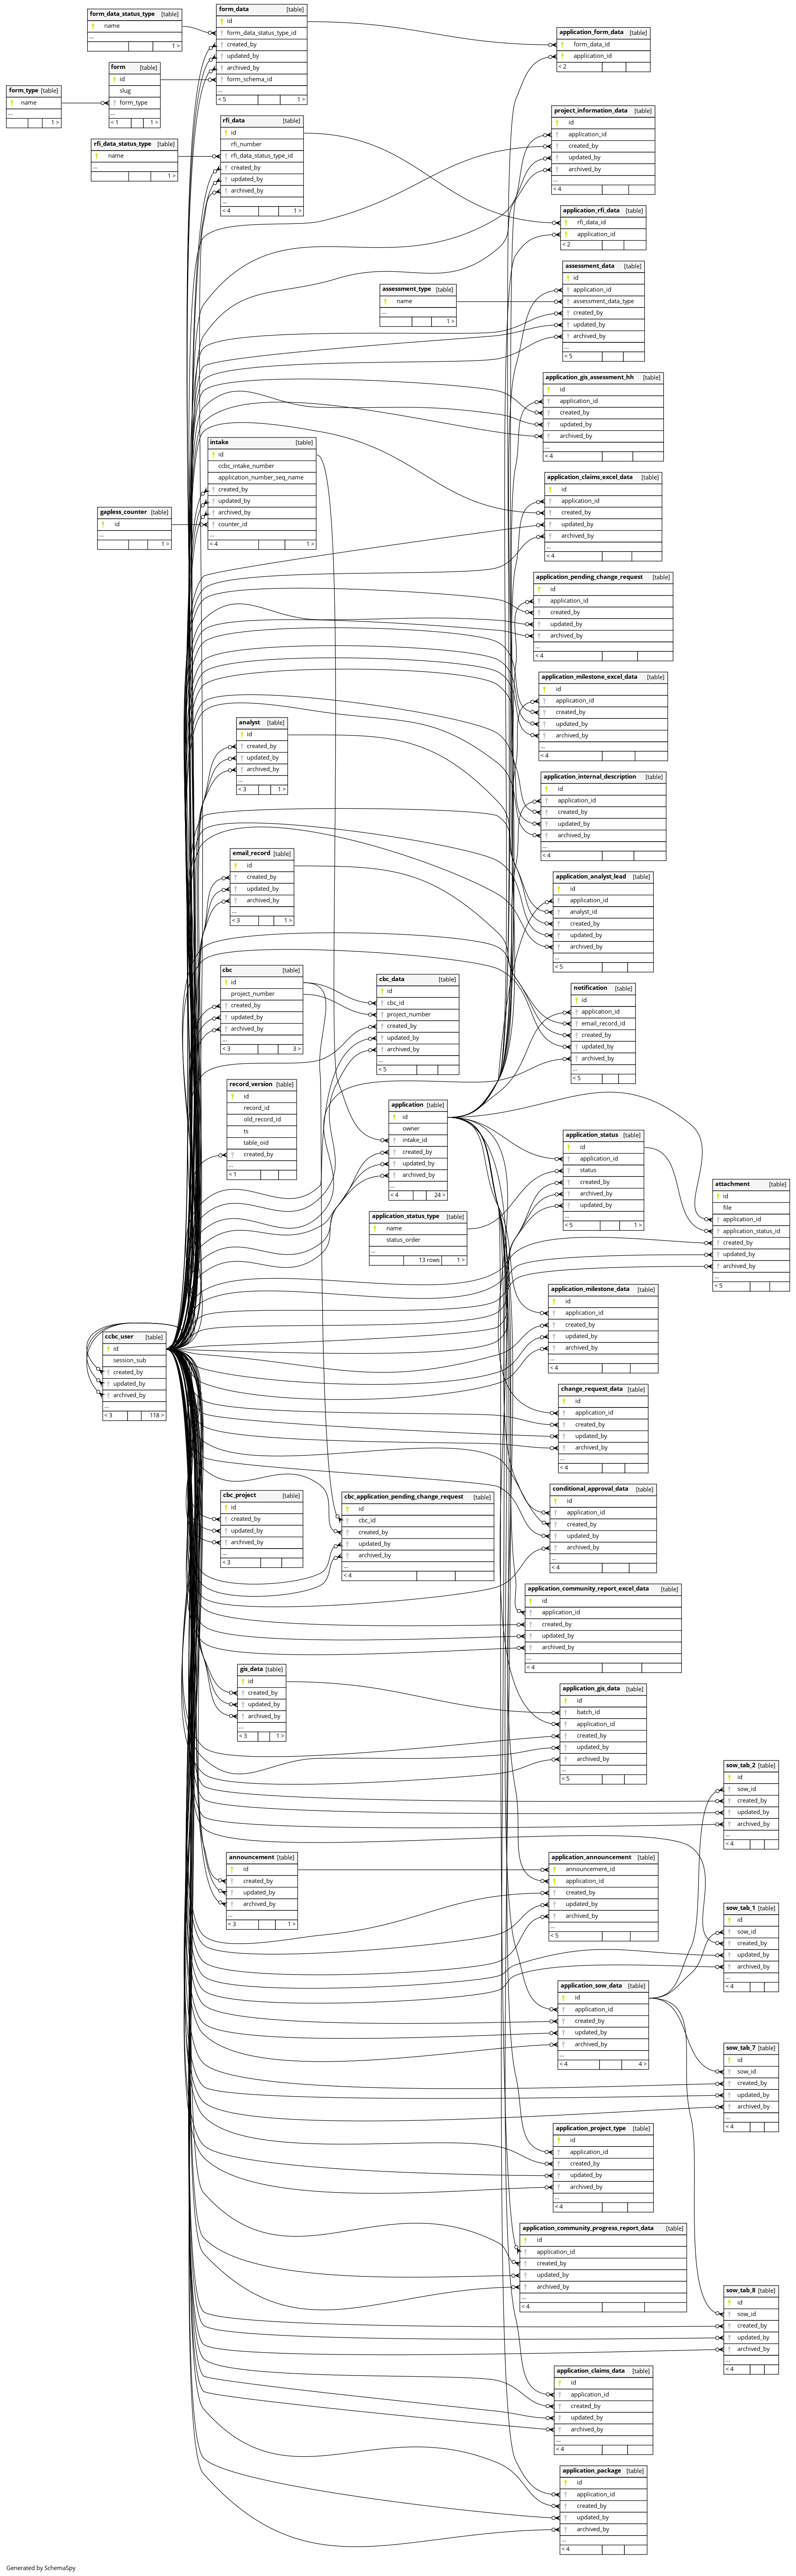 form_data_status_type [table]
name
...
1 >
form_data [table]
id
form_data_status_type_id
created_by
updated_by
archived_by
form_schema_id
...
< 5 1 >
application_form_data [table]
form_data_id
application_id
< 2
form [table]
id
slug
form_type
...
< 1 1 >
form_type [table]
name
...
1 >
project_information_data [table]
id
application_id
created_by
updated_by
archived_by
...
< 4
rfi_data [table]
id
rfi_number
rfi_data_status_type_id
created_by
updated_by
archived_by
...
< 4 1 >
rfi_data_status_type [table]
name
...
1 >
application_rfi_data [table]
rfi_data_id
application_id
< 2
assessment_data [table]
id
application_id
assessment_data_type
created_by
updated_by
archived_by
...
< 5
assessment_type [table]
name
...
1 >
application_gis_assessment_hh [table]
id
application_id
created_by
updated_by
archived_by
...
< 4
intake [table]
id
ccbc_intake_number
application_number_seq_name
created_by
updated_by
archived_by
counter_id
...
< 4 1 >
application_claims_excel_data [table]
id
application_id
created_by
updated_by
archived_by
...
< 4
gapless_counter [table]
id
...
1 >
application_pending_change_request [table]
id
application_id
created_by
updated_by
archived_by
...
< 4
application_milestone_excel_data [table]
id
application_id
created_by
updated_by
archived_by
...
< 4
analyst [table]
id
created_by
updated_by
archived_by
...
< 3 1 >
application_internal_description [table]
id
application_id
created_by
updated_by
archived_by
...
< 4
email_record [table]
id
created_by
updated_by
archived_by
...
< 3 1 >
application_analyst_lead [table]
id
application_id
analyst_id
created_by
updated_by
archived_by
...
< 5
cbc [table]
id
project_number
created_by
updated_by
archived_by
...
< 3 3 >
cbc_data [table]
id
cbc_id
project_number
created_by
updated_by
archived_by
...
< 5
notification [table]
id
application_id
email_record_id
created_by
updated_by
archived_by
...
< 5
record_version [table]
id
record_id
old_record_id
ts
table_oid
created_by
...
< 1
application [table]
id
owner
intake_id
created_by
updated_by
archived_by
...
< 4 24 >
application_status [table]
id
application_id
status
created_by
archived_by
updated_by
...
< 5 1 >
attachment [table]
id
file
application_id
application_status_id
created_by
updated_by
archived_by
...
< 5
application_status_type [table]
name
status_order
...
13 rows 1 >
application_milestone_data [table]
id
application_id
created_by
updated_by
archived_by
...
< 4
ccbc_user [table]
id
session_sub
created_by
updated_by
archived_by
...
< 3 118 >
change_request_data [table]
id
application_id
created_by
updated_by
archived_by
...
< 4
cbc_project [table]
id
created_by
updated_by
archived_by
...
< 3
cbc_application_pending_change_request [table]
id
cbc_id
created_by
updated_by
archived_by
...
< 4
conditional_approval_data [table]
id
application_id
created_by
updated_by
archived_by
...
< 4
application_community_report_excel_data [table]
id
application_id
created_by
updated_by
archived_by
...
< 4
gis_data [table]
id
created_by
updated_by
archived_by
...
< 3 1 >
application_gis_data [table]
id
batch_id
application_id
created_by
updated_by
archived_by
...
< 5
sow_tab_2 [table]
id
sow_id
created_by
updated_by
archived_by
...
< 4
announcement [table]
id
created_by
updated_by
archived_by
...
< 3 1 >
application_announcement [table]
announcement_id
application_id
created_by
updated_by
archived_by
...
< 5
sow_tab_1 [table]
id
sow_id
created_by
updated_by
archived_by
...
< 4
application_sow_data [table]
id
application_id
created_by
updated_by
archived_by
...
< 4 4 >
sow_tab_7 [table]
id
sow_id
created_by
updated_by
archived_by
...
< 4
application_project_type [table]
id
application_id
created_by
updated_by
archived_by
...
< 4
application_community_progress_report_data [table]
id
application_id
created_by
updated_by
archived_by
...
< 4
sow_tab_8 [table]
id
sow_id
created_by
updated_by
archived_by
...
< 4
application_claims_data [table]
id
application_id
created_by
updated_by
archived_by
...
< 4
application_package [table]
id
application_id
created_by
updated_by
archived_by
...
< 4
Generated by SchemaSpy